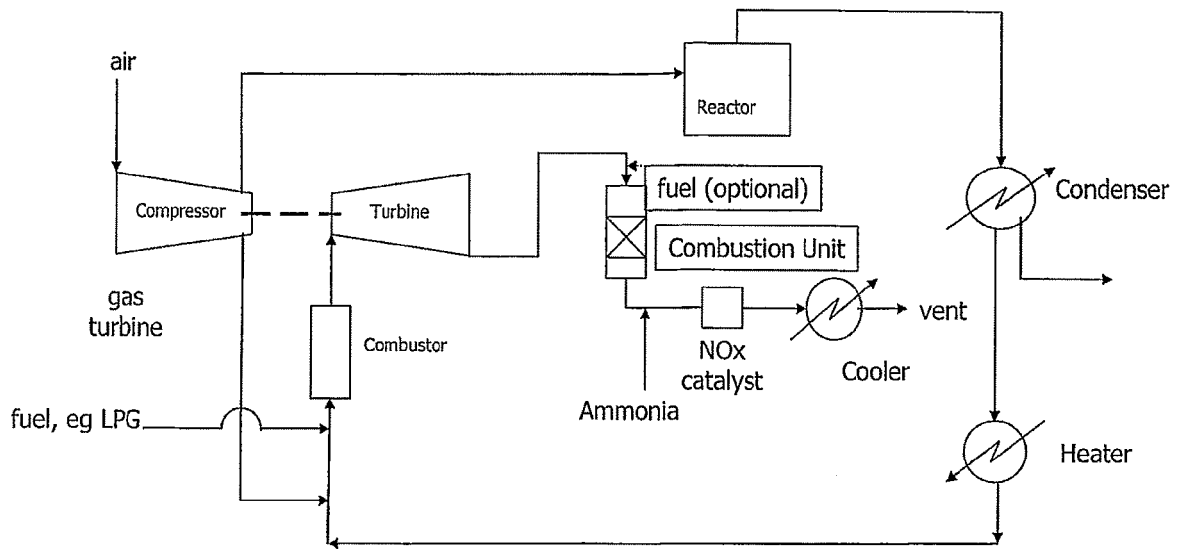 air
Reactor
Compressor
Turbine
fuel (optional)
Condenser
Combustion Unit
gas
turbine
Combustor
vent
NOx
catalyst
Cooler
Ammonia
fuel, eg LPG
Heater